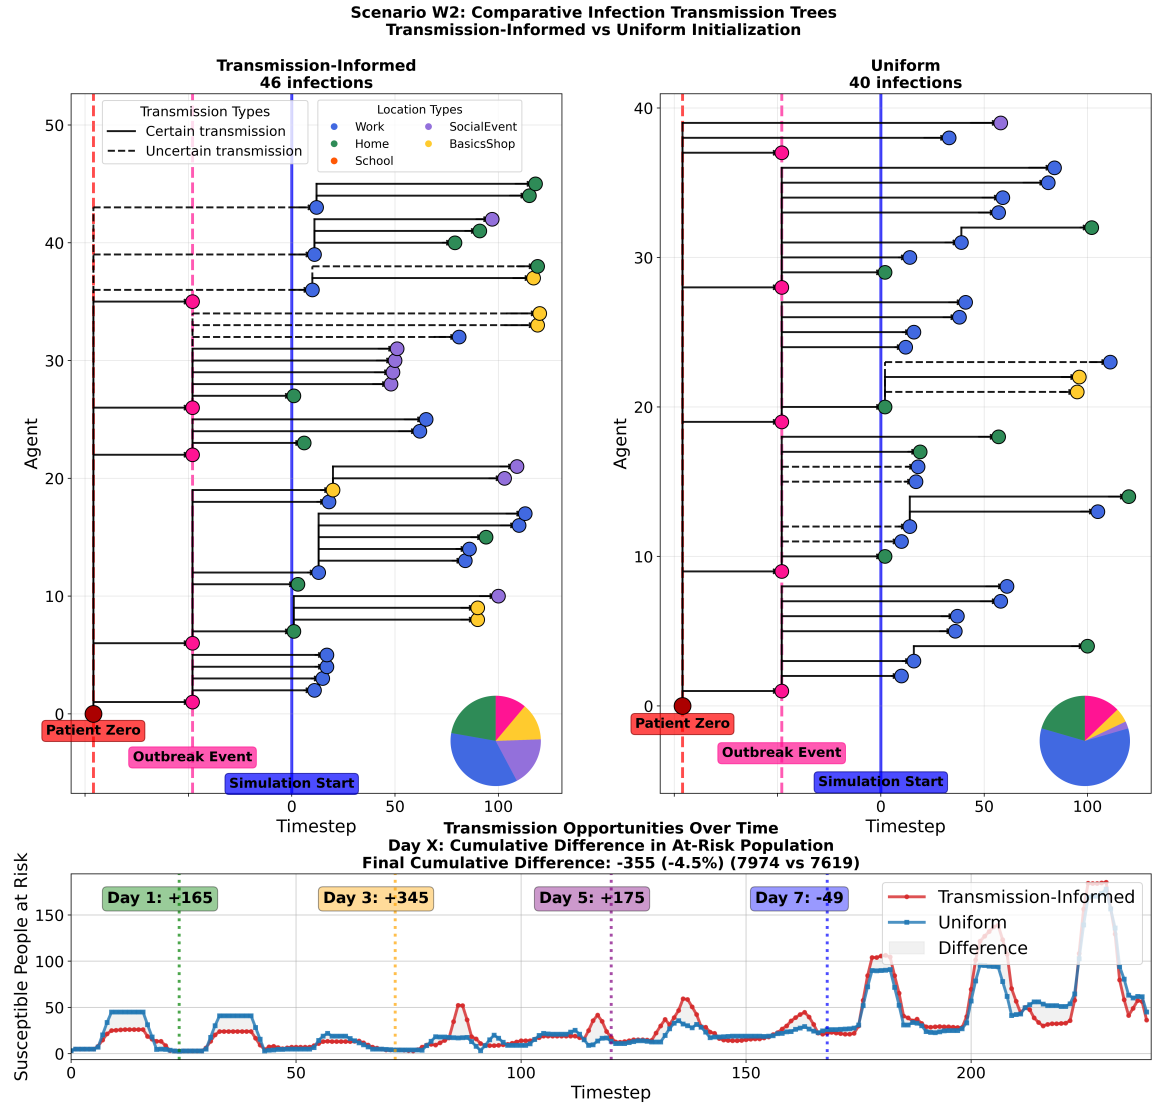 Scenario W2: Comparative Infection Transmission Trees
Transmission-Informed vs Uniform Initialization
Transmission-Informed
46 infections
Transmission Types
Certain transmission
Uncertain transmission
Location Types
Work
Home
School
SocialEvent
BasicsShop
50
40
30
20
10
0
Agent
Patient Zero
Outbreak Event
Simulation Start
0
50
100
Timestep
Uniform
40 infections
40
30
20
10
0
Agent
Patient Zero
Outbreak Event
Simulation Start
0
50
100
Timestep
Transmission Opportunities Over Time
Day X: Cumulative Difference in At-Risk Population
Final Cumulative Difference: -355 (-4.5%) (7974 vs 7619)
Susceptible People at Risk
150
100
50
0
Day 1: +165
Day 3: +345
Day 5: +175
Day 7: -49
Transmission-Informed
Uniform
Difference
0
50
100
150
200
Timestep